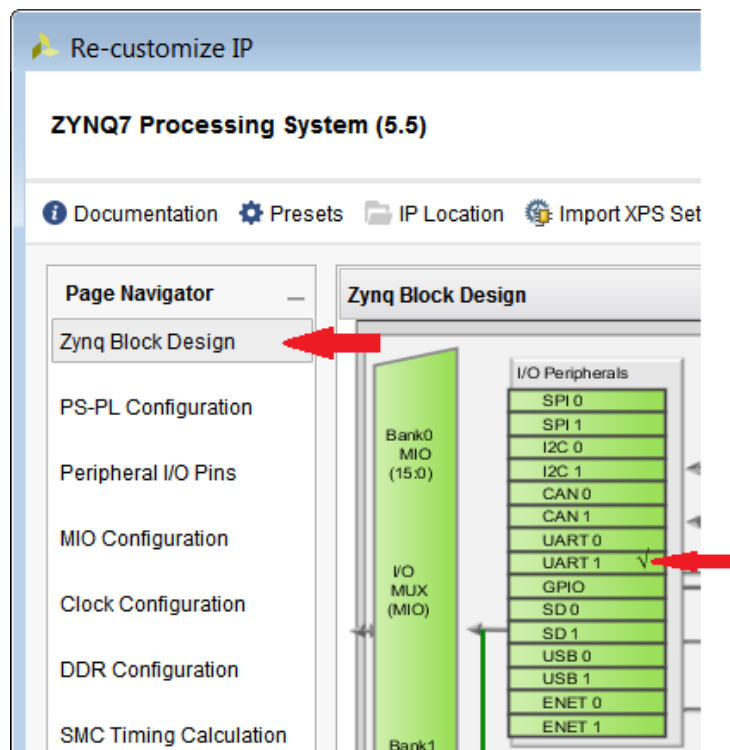 Re-customize IP
ZYNQ7 Processing System (5.5)
Documentation Presets IP Location Import XPS Set
Page Navigator
Zynq Block Design
PS-PL Configuration
Peripheral I/O Pins
MIO Configuration
Clock Configuration
DDR Configuration
SMC Timing Calculation
Zynq Block Design
Bank0
MIO
(15:0)
I/O
MUX
(MIO)
Bank1
I/O Peripherals
SPI 0
SPI 1
I2C 0
I2C 1
CAN 0
CAN 1
UART 0
UART 1 √
GPIO
SD 0
SD 1
USB 0
USB 1
ENET 0
ENET 1